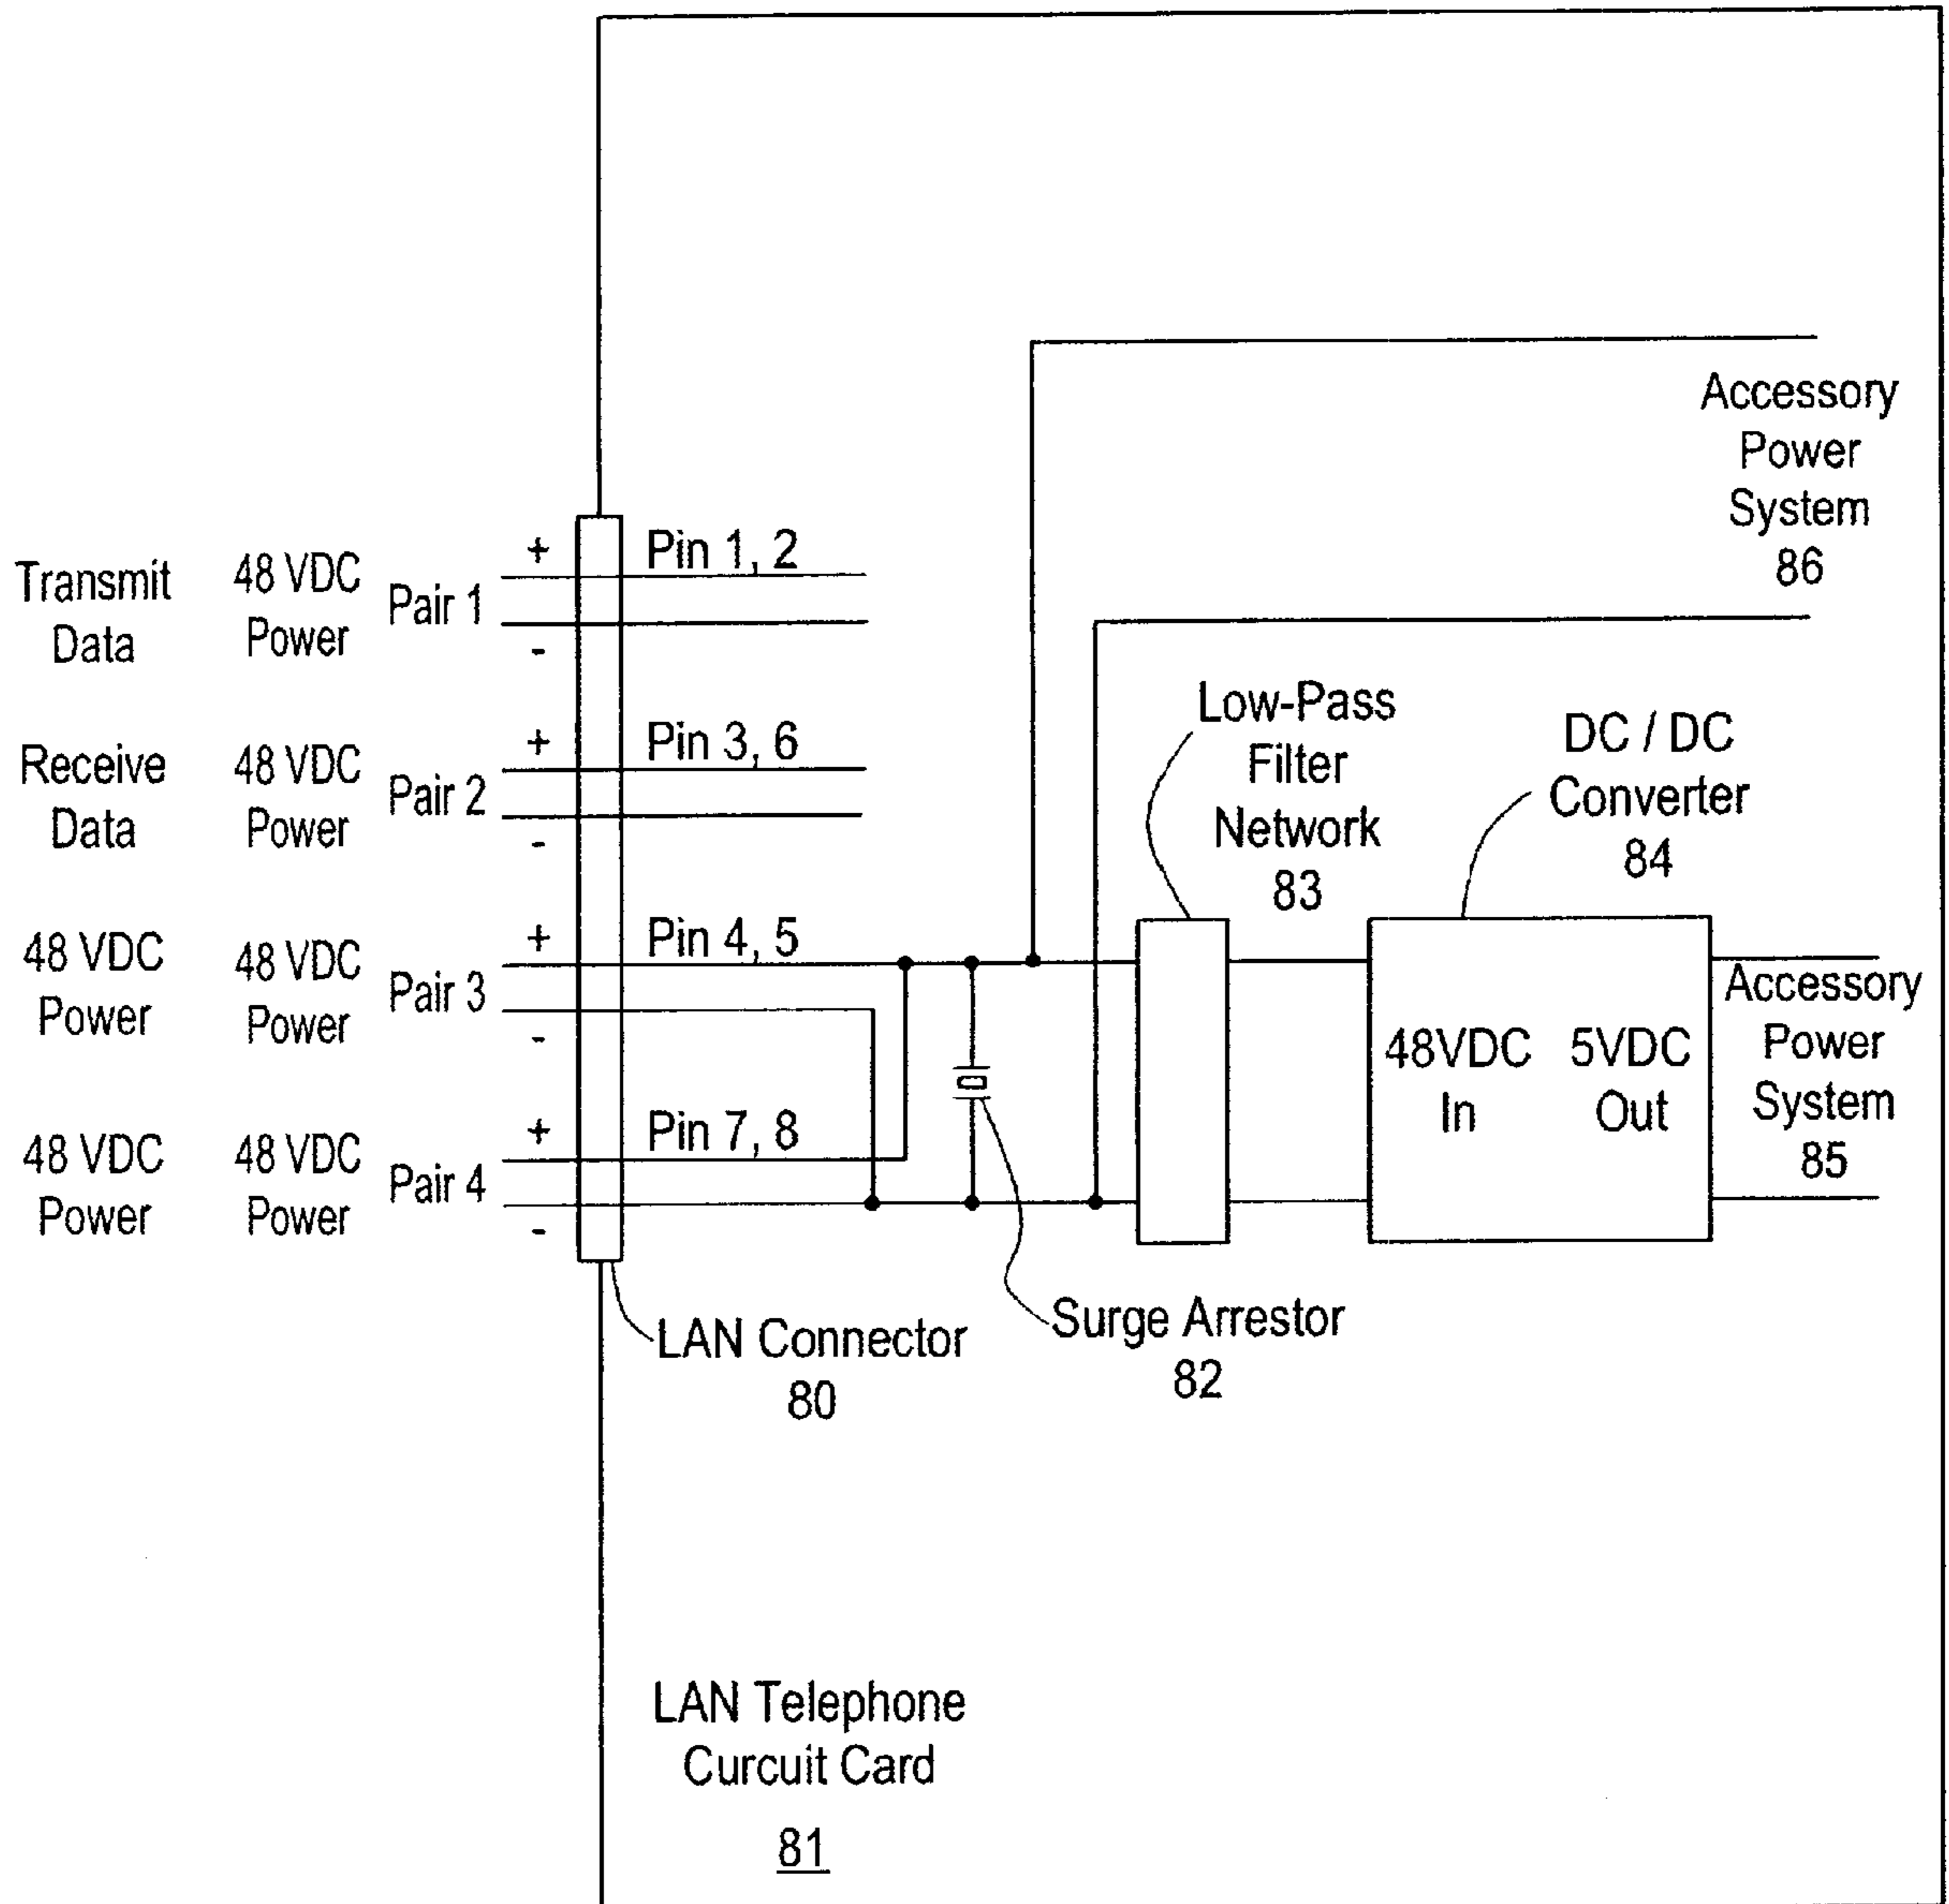 Accessory
Power
System
86
Transmit
Data
48 VDC
Power
Pair 1
+
-
Pin 1, 2
Receive
Data
48 VDC
Power
Pair 2
+
-
Pin 3, 6
Low-Pass
Filter
Network
83
DC / DC
Converter
84
48 VDC
Power
48 VDC
Power
Pair 3
+
-
Pin 4, 5
48VDC
In
5VDC
Out
Accessory
Power
System
85
48 VDC
Power
48 VDC
Power
Pair 4
+
-
Pin 7, 8
LAN Connector
80
Surge Arrestor
82
LAN Telephone
Curcuit Card
81